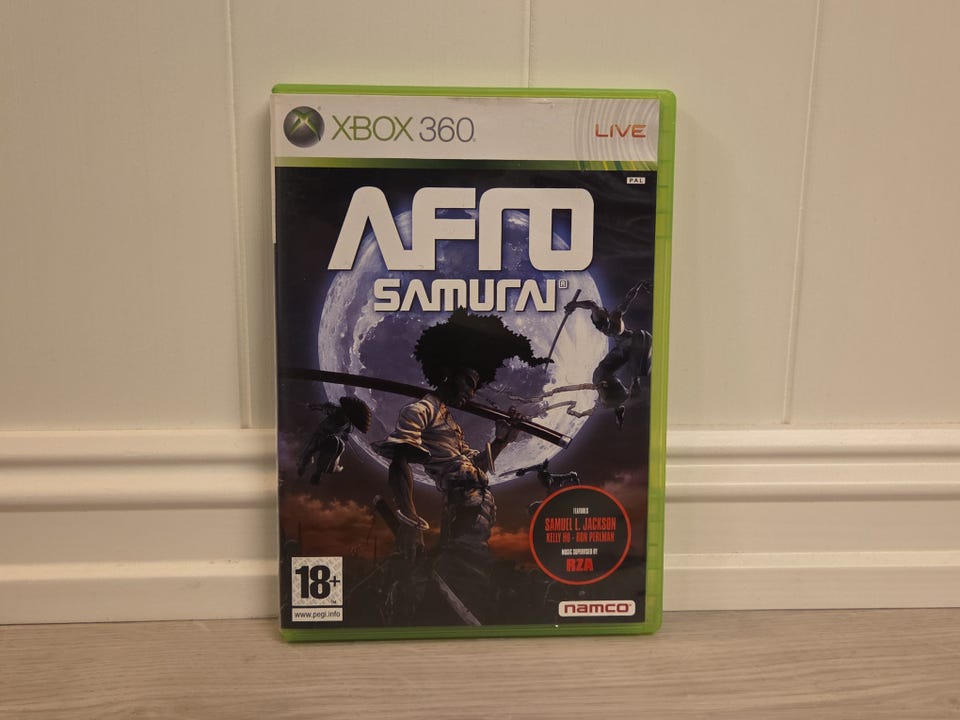 XBOX 360
LIVE
PAL
AFRO
SAMURAI®
FEATURES
SAMUEL L. JACKSON
KELLY HU - RON PERLMAN
MUSIC SUPERVISED BY
RZA
18+
www.pegi.info
namco®